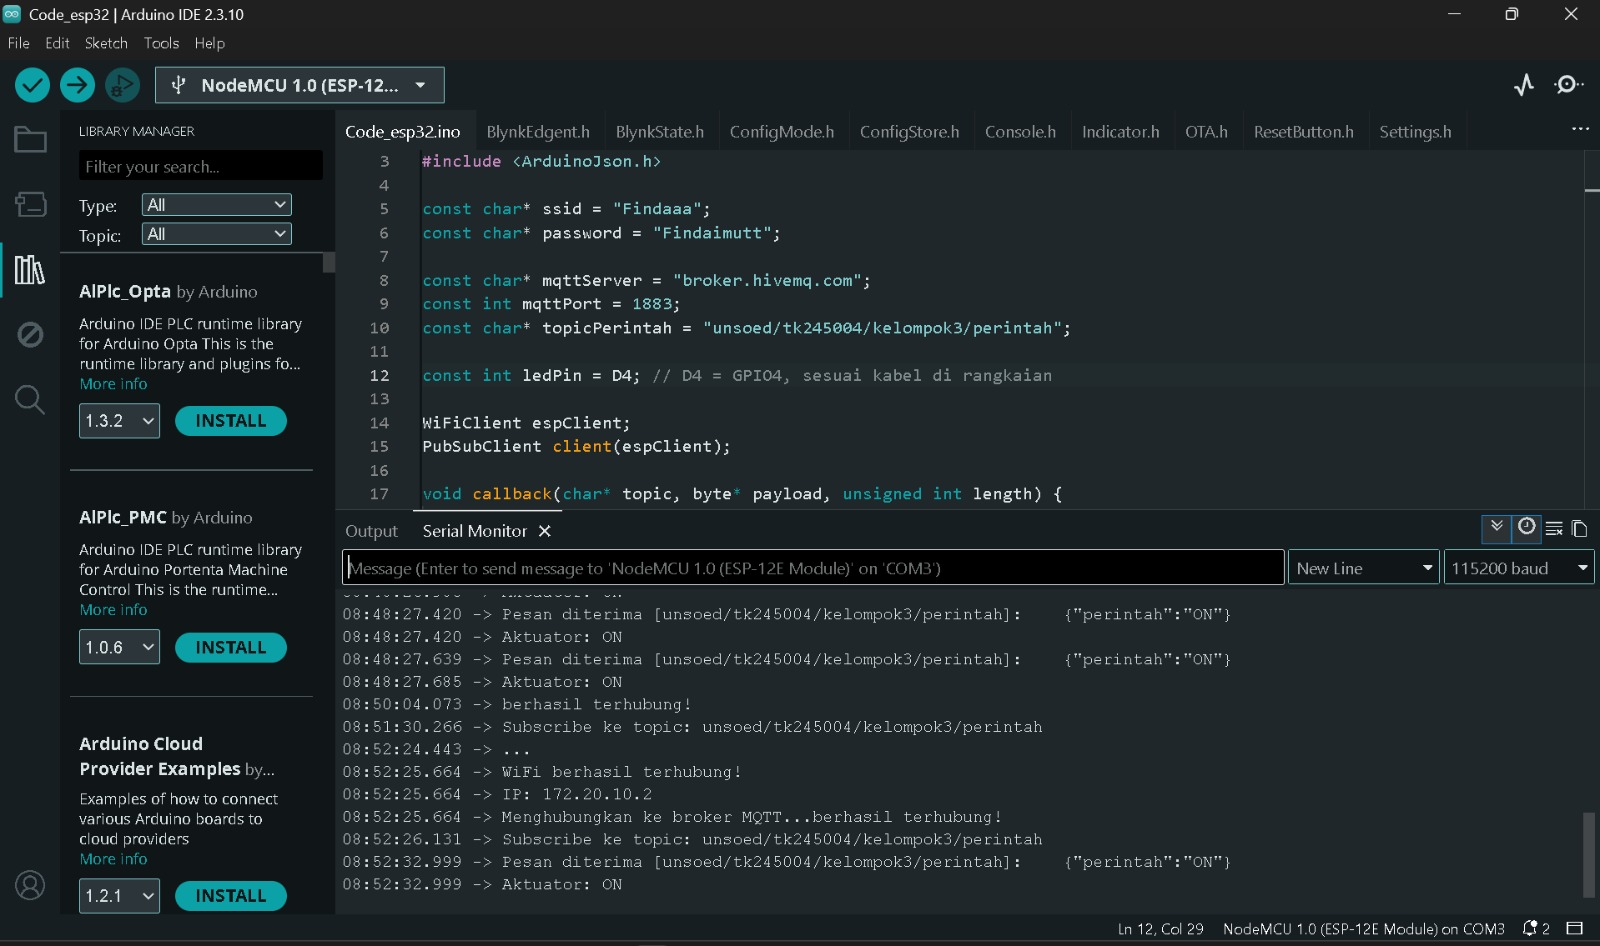 Code_esp32 | Arduino IDE 2.3.10
File Edit Sketch Tools Help
NodeMCU 1.0 (ESP-12...
LIBRARY MANAGER
Filter your search...
Type: All
Topic: All
AlPlc_Opta by Arduino
Arduino IDE PLC runtime library
for Arduino Opta This is the
runtime library and plugins fo...
More info
1.3.2 INSTALL
AlPlc_PMC by Arduino
Arduino IDE PLC runtime library
for Arduino Portenta Machine
Control This is the runtime...
More info
1.0.6 INSTALL
Arduino Cloud
Provider Examples by...
Examples of how to connect
various Arduino boards to
cloud providers
More info
1.2.1 INSTALL
Code_esp32.ino BlynkEdgent.h BlynkState.h ConfigMode.h ConfigStore.h Console.h Indicator.h OTA.h ResetButton.h Settings.h ...
3 #include <ArduinoJson.h>
4
5 const char* ssid = "Findaaa";
6 const char* password = "Findaimutt";
7
8 const char* mqttServer = "broker.hivemq.com";
9 const int mqttPort = 1883;
10 const char* topicPerintah = "unsoed/tk245004/kelompok3/perintah";
11
12 const int ledPin = D4; // D4 = GPIO4, sesuai kabel di rangkaian
13
14 WiFiClient espClient;
15 PubSubClient client(espClient);
16
17 void callback(char* topic, byte* payload, unsigned int length) {
Output Serial Monitor
Message (Enter to send message to 'NodeMCU 1.0 (ESP-12E Module)' on 'COM3') New Line 115200 baud
08:48:27.420 -> Pesan diterima [unsoed/tk245004/kelompok3/perintah]: {"perintah":"ON"}
08:48:27.420 -> Aktuator: ON
08:48:27.639 -> Pesan diterima [unsoed/tk245004/kelompok3/perintah]: {"perintah":"ON"}
08:48:27.685 -> Aktuator: ON
08:50:04.073 -> berhasil terhubung!
08:51:30.266 -> Subscribe ke topic: unsoed/tk245004/kelompok3/perintah
08:52:24.443 -> ...
08:52:25.664 -> WiFi berhasil terhubung!
08:52:25.664 -> IP: 172.20.10.2
08:52:25.664 -> Menghubungkan ke broker MQTT...berhasil terhubung!
08:52:26.131 -> Subscribe ke topic: unsoed/tk245004/kelompok3/perintah
08:52:32.999 -> Pesan diterima [unsoed/tk245004/kelompok3/perintah]: {"perintah":"ON"}
08:52:32.999 -> Aktuator: ON
Ln 12, Col 29 NodeMCU 1.0 (ESP-12E Module) on COM3 2